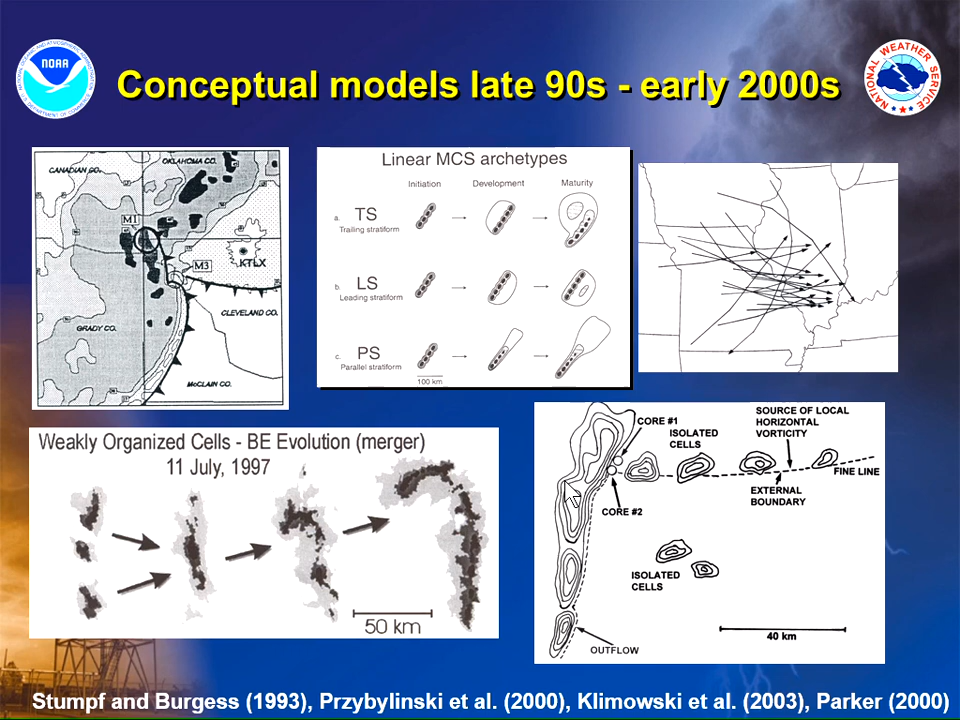 Conceptual models late 90s - early 2000s
NOAA
NATIONAL WEATHER SERVICE
CANADIAN CO.
OKLAHOMA CO.
M1
M3
KTLX
GRADY CO.
CLEVELAND CO.
McCLAIN CO.
Linear MCS archetypes
Initiation Development Maturity
a. TS
Trailing stratiform
b. LS
Leading stratiform
c. PS
Parallel stratiform
100 km
Weakly Organized Cells - BE Evolution (merger)
11 July, 1997
50 km
CORE #1
ISOLATED
CELLS
SOURCE OF LOCAL
HORIZONTAL
VORTICITY
FINE LINE
EXTERNAL
BOUNDARY
CORE #2
ISOLATED
CELLS
40 km
OUTFLOW
Stumpf and Burgess (1993), Przybylinski et al. (2000), Klimowski et al. (2003), Parker (2000)